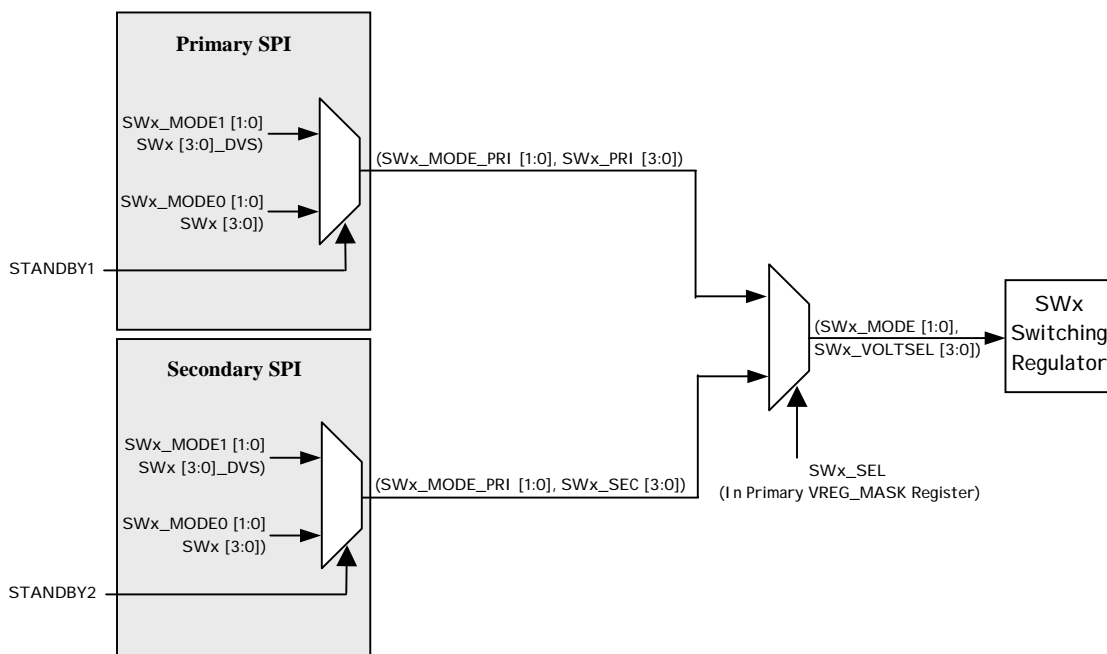 Primary SPI
SWx_MODE1 [1:0]
SWx [3:0]_DVS)
(SWx_MODE_PRI [1:0], SWx_PRI [3:0])
SWx_MODE0 [1:0]
SWx [3:0])
STANDBY1
(SWx_MODE [1:0],
SWx_VOLTSEL [3:0])
SWx
Switching
Regulator
Secondary SPI
SWx_MODE1 [1:0]
SWx [3:0]_DVS)
(SWx_MODE_PRI [1:0], SWx_SEC [3:0])
SWx_SEL
(In Primary VREG_MASK Register)
SWx_MODE0 [1:0]
SWx [3:0])
STANDBY2